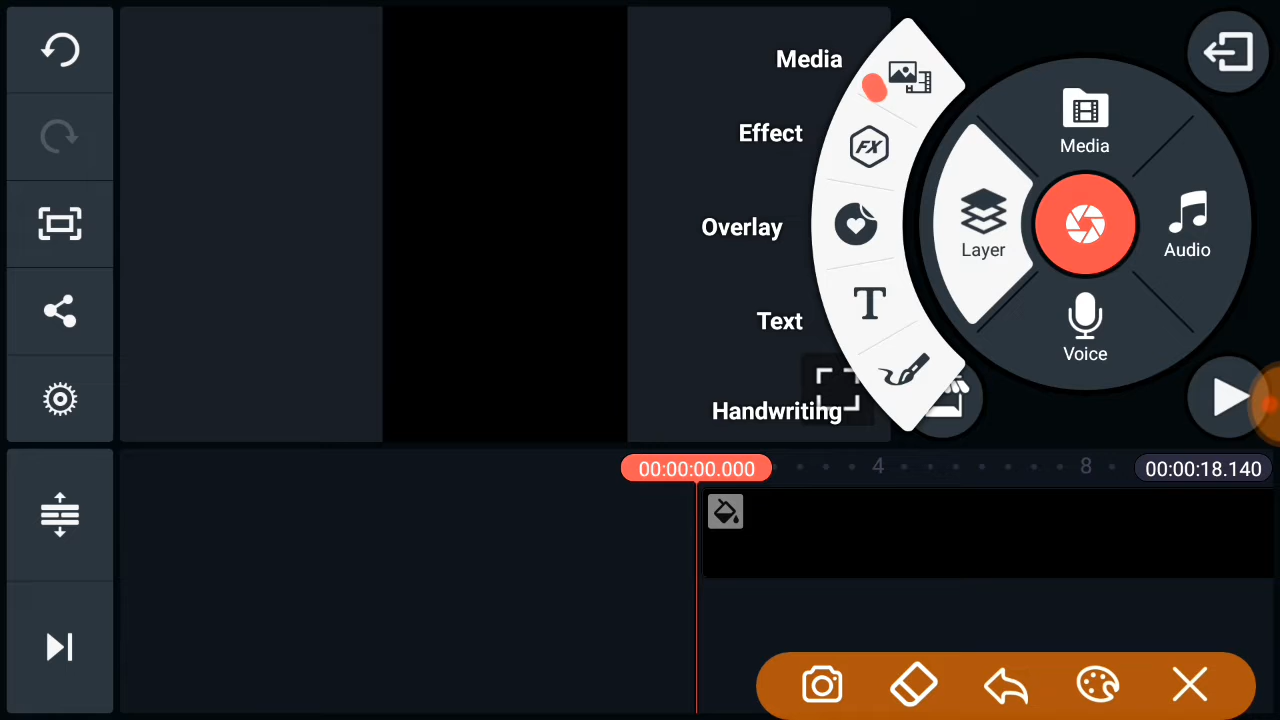 Media
Effect
Overlay
Text
Handwriting
FX
T
Media
Layer
Audio
Voice
00:00:00.000
4
8
00:00:18.140